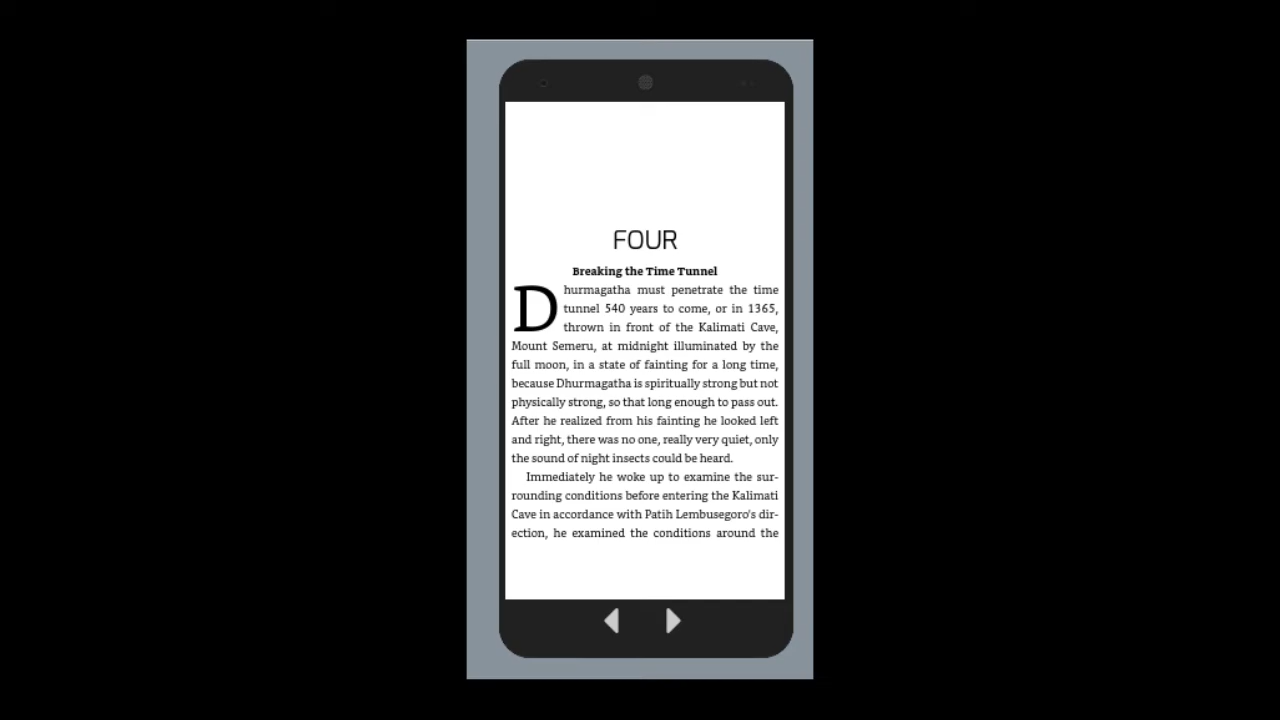 FOUR
Breaking the Time Tunnel
Dhurmagatha must penetrate the time
tunnel 540 years to come, or in 1365,
thrown in front of the Kalimati Cave,
Mount Semeru, at midnight illuminated by the
full moon, in a state of fainting for a long time,
because Dhurmagatha is spiritually strong but not
physically strong, so that long enough to pass out.
After he realized from his fainting he looked left
and right, there was no one, really very quiet, only
the sound of night insects could be heard.
Immediately he woke up to examine the sur-
rounding conditions before entering the Kalimati
Cave in accordance with Patih Lembusegoro's dir-
ection, he examined the conditions around the